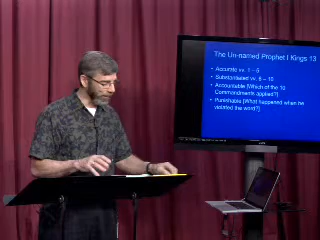 The Un-named Prophet I Kings 13
• Accurate vv. 1 – 5
• Substantiated vv. 6 – 10
• Accountable [Which of the 10
Commandments applied?]
• Punishable [What happened when he
violated the word?]